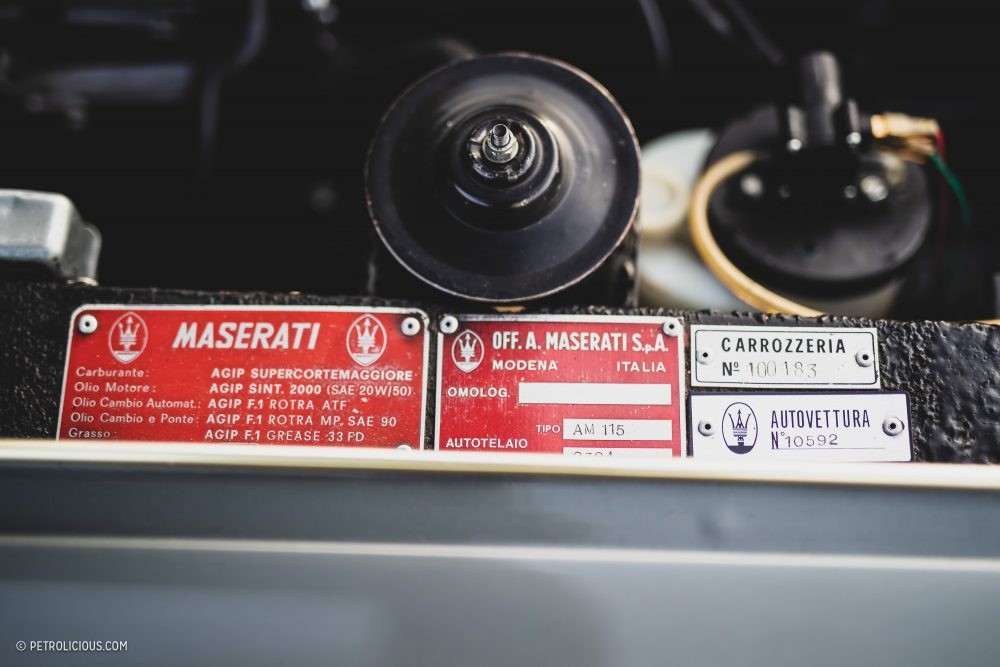 MASERATI
Carburante: AGIP SUPERCORTEMAGGIORE
Olio Motore: AGIP SINT. 2000 (SAE 20W/50)
Olio Cambio Automat.: AGIP F.1 ROTRA ATF
Olio Cambio e Ponte: AGIP F.1 ROTRA MP. SAE 90
Grasso: AGIP F.1 GREASE 33 FD
OFF. A. MASERATI S.p.A.
MODENA ITALIA
OMOLOG.
TIPO AM 115
AUTOTELAIO
CARROZZERIA
Nº 100183
AUTOVETTURA
N°10592
© PETROLICIOUS.COM